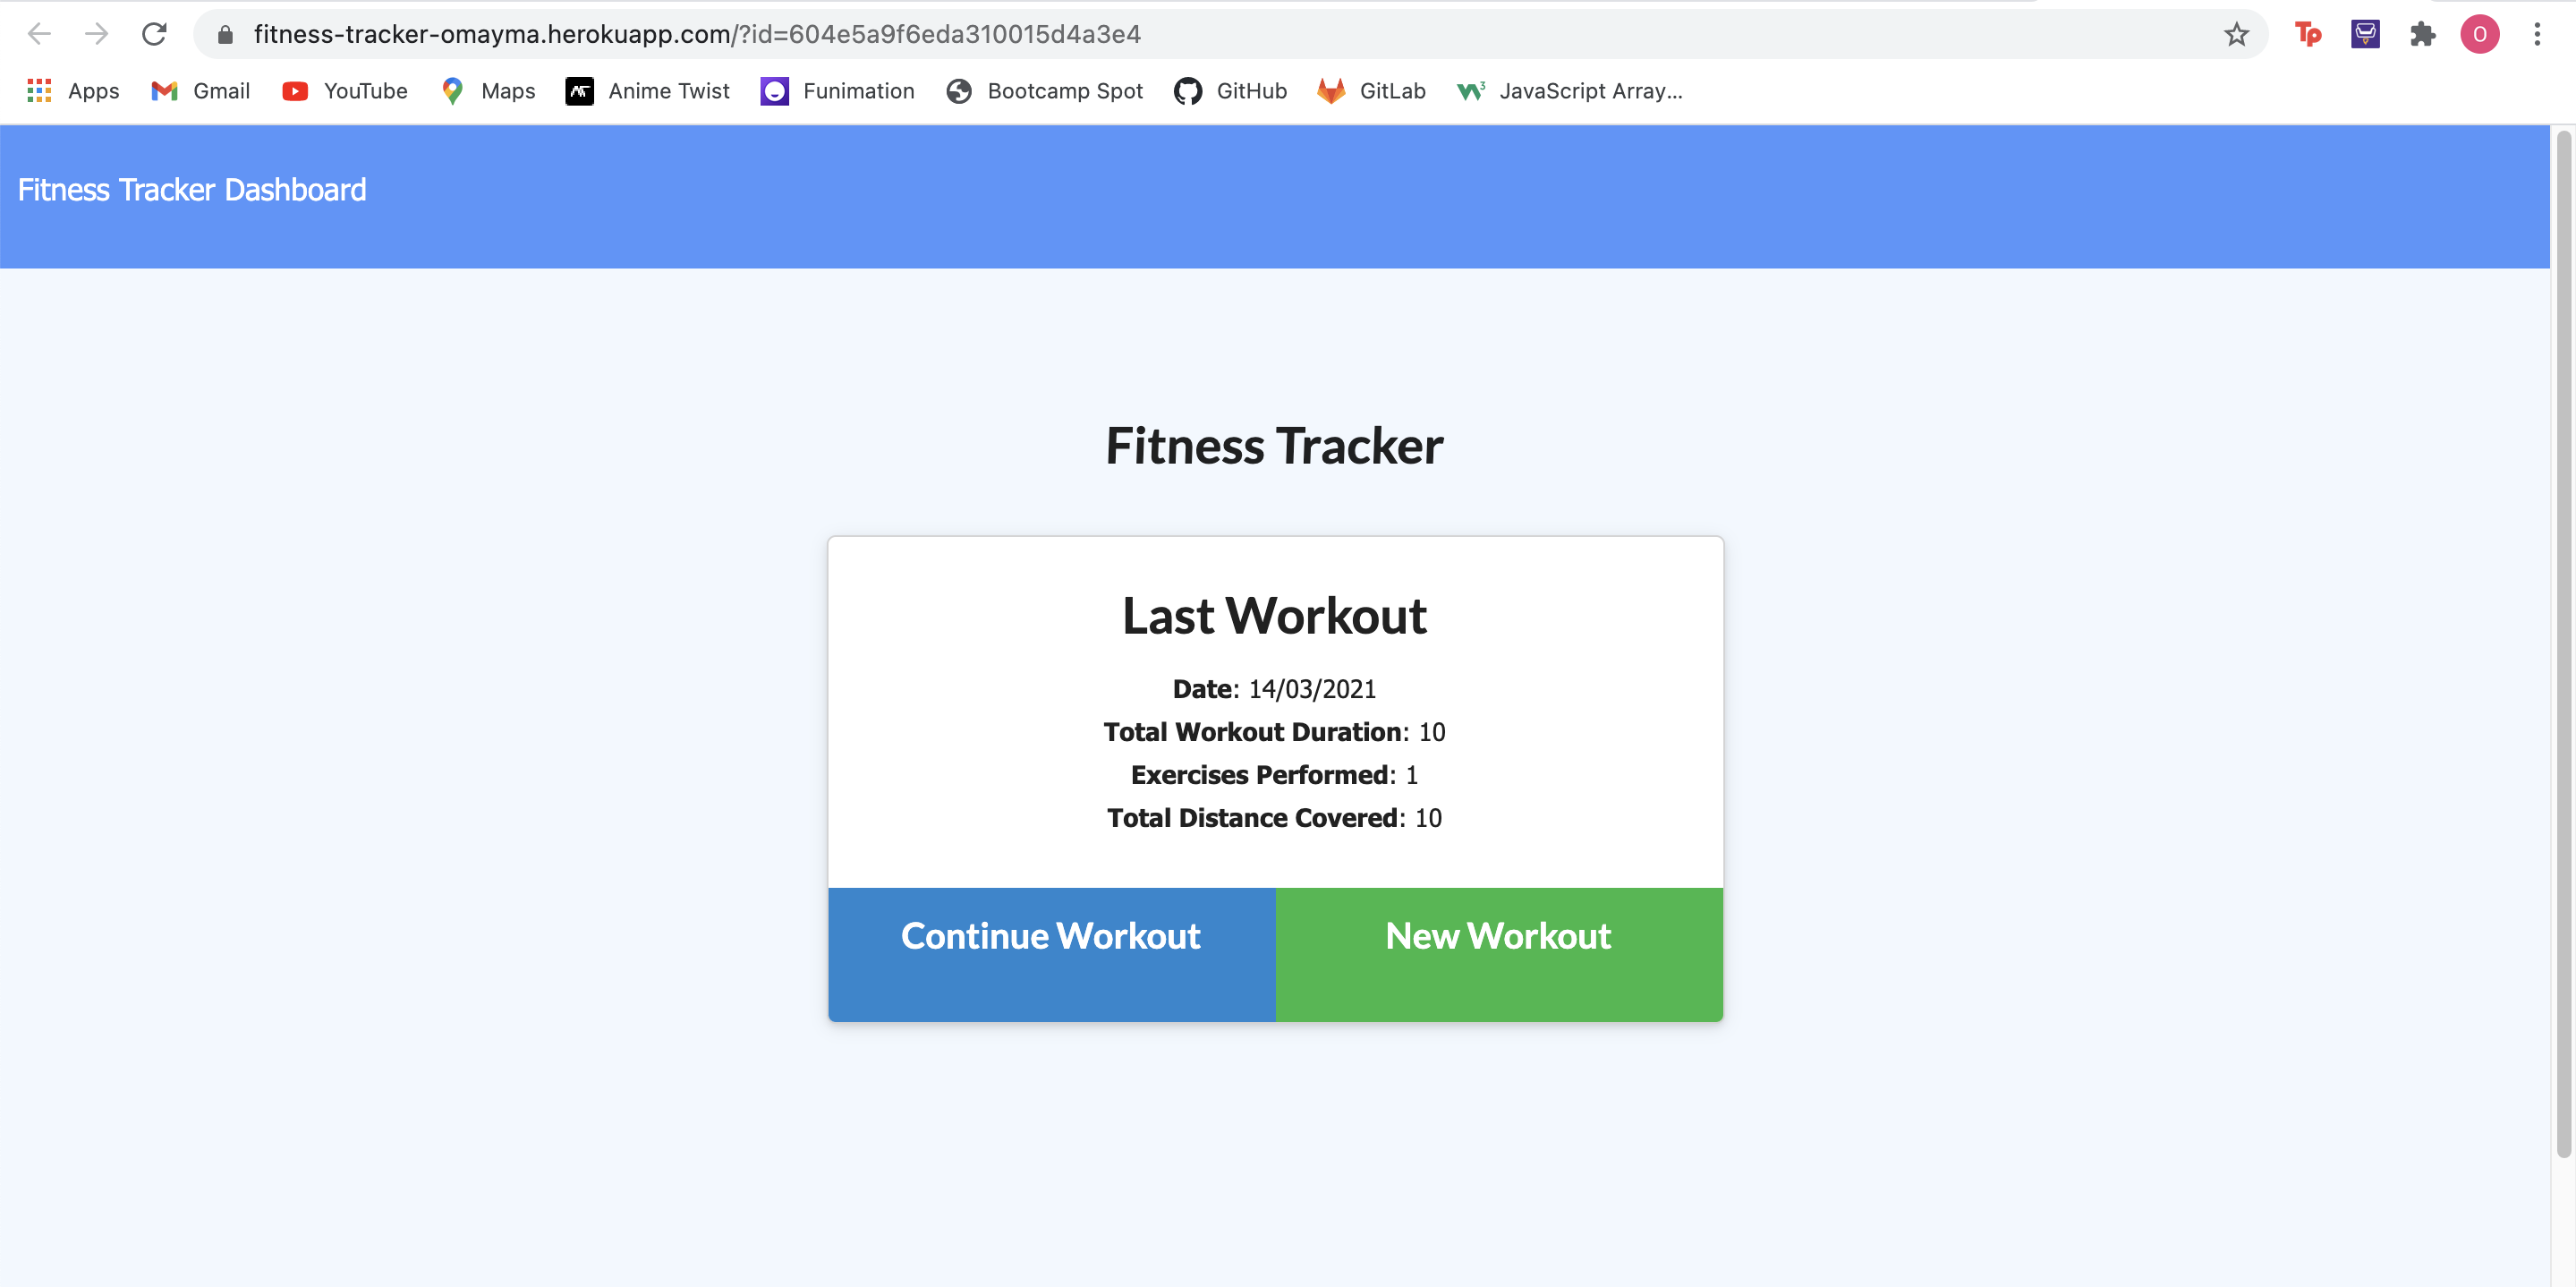 fitness-tracker-omayma.herokuapp.com/?id=604e5a9f6eda310015d4a3e4
Tp
O
Apps Gmail YouTube Maps Anime Twist Funimation Bootcamp Spot GitHub GitLab JavaScript Array...
Fitness Tracker Dashboard
Fitness Tracker
Last Workout
Date: 14/03/2021
Total Workout Duration: 10
Exercises Performed: 1
Total Distance Covered: 10
Continue Workout New Workout